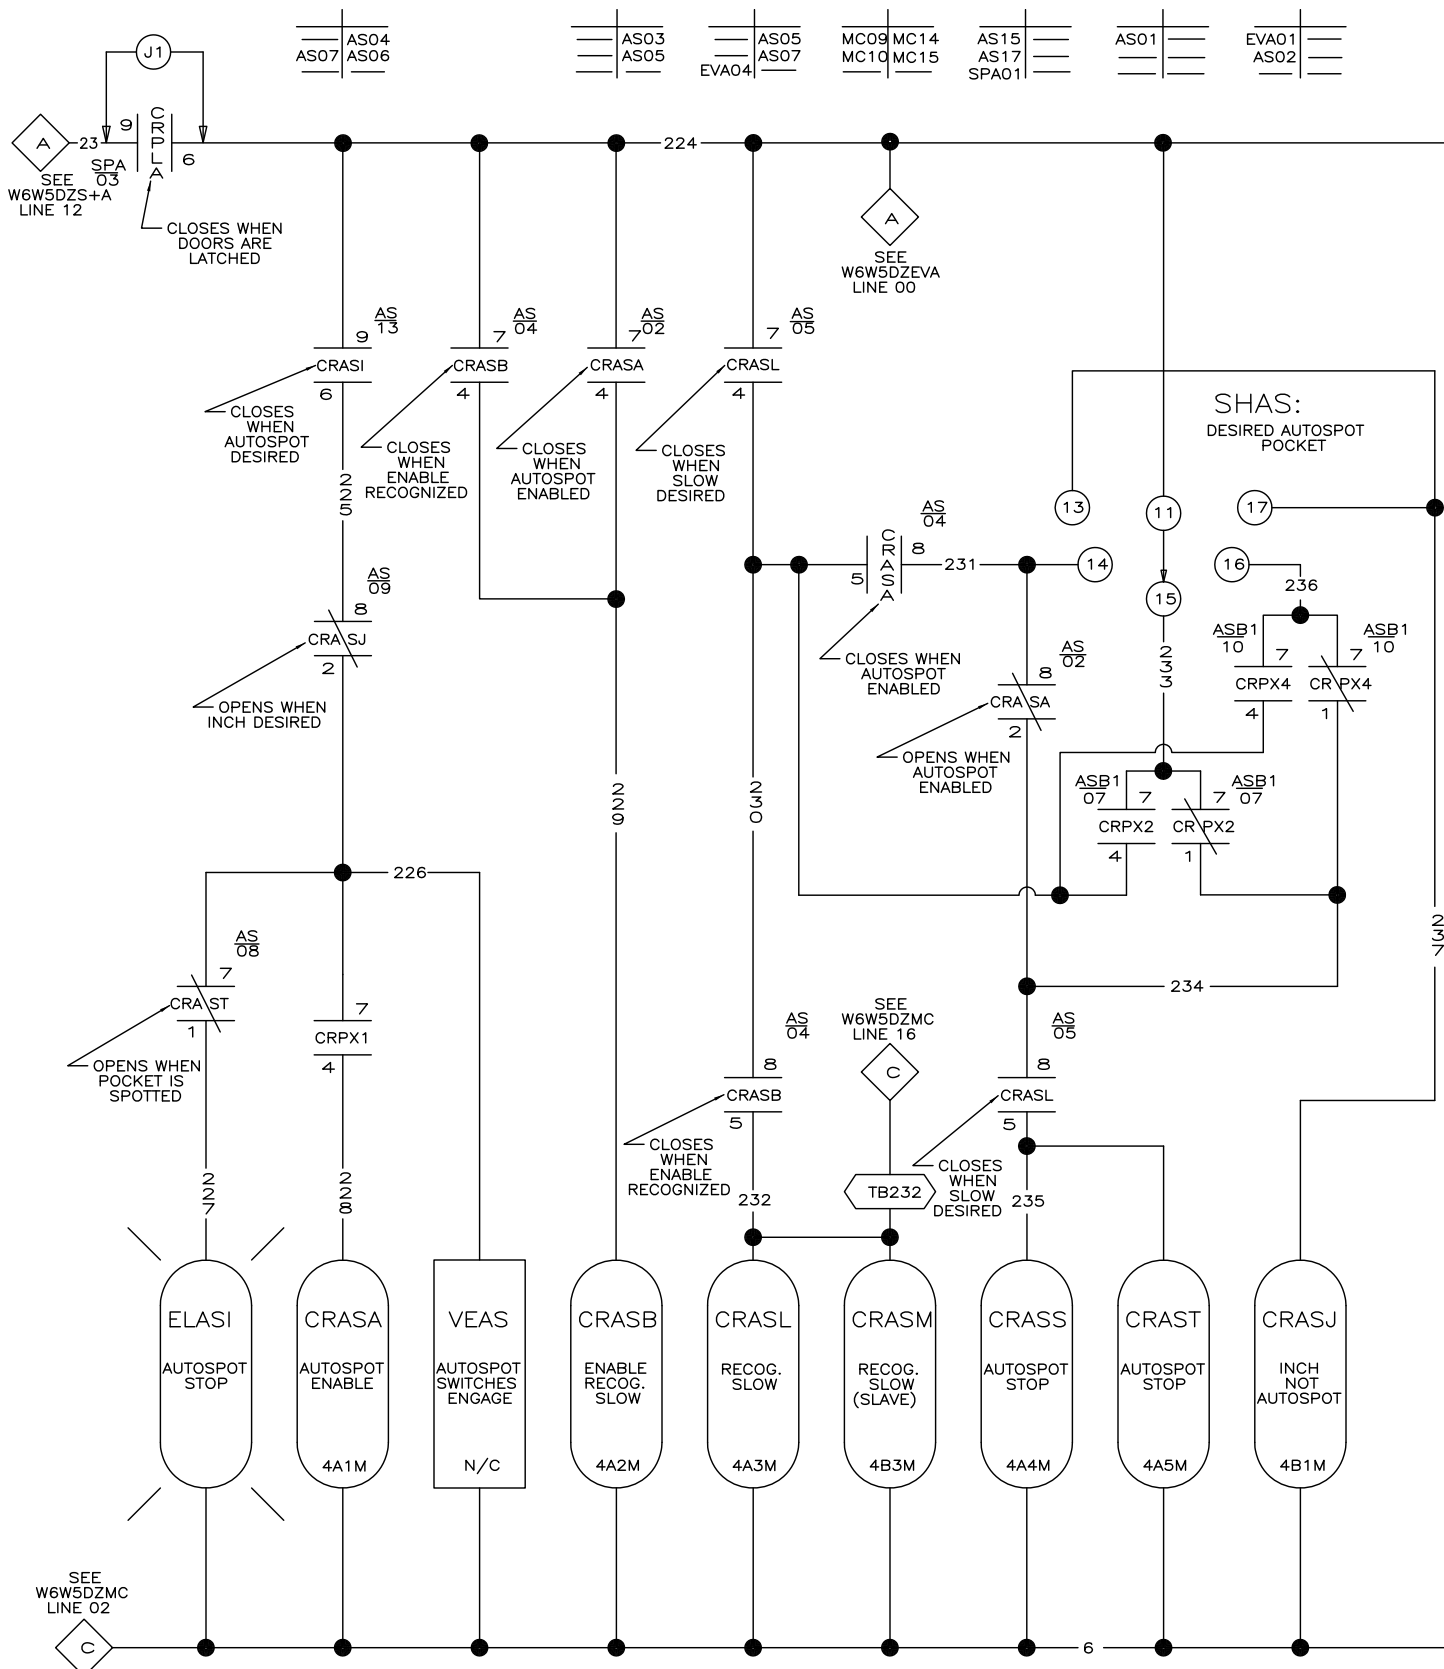 AS04
AS07 AS06
AS03
AS05
AS05
AS07
EVA04
MC09 MC14
MC10 MC15
AS15
AS17
SPA01
AS01
EVA01
AS02
J1
A
23
9
CRPLA
6
SPA
03
SEE
W6W5DZS+A
LINE 12
CLOSES WHEN
DOORS ARE
LATCHED
224
A
SEE
W6W5DZEVA
LINE 00
AS
13
9
CRASI
6
CLOSES
WHEN
AUTOSPOT
DESIRED
AS
04
7
CRASB
4
CLOSES
WHEN
ENABLE
RECOGNIZED
AS
02
7
CRASA
4
CLOSES
WHEN
AUTOSPOT
ENABLED
AS
05
7
CRASL
4
CLOSES
WHEN
SLOW
DESIRED
SHAS:
DESIRED AUTOSPOT
POCKET
13
11
17
14
15
16
225
AS
04
5
CRASA
8
231
CLOSES WHEN
AUTOSPOT
ENABLED
236
AS
09
8
CRASJ
2
OPENS WHEN
INCH DESIRED
AS
02
8
CRASA
2
OPENS WHEN
AUTOSPOT
ENABLED
233
ASB1
10
7
CRPX4
4
ASB1
10
7
CRPX4
1
ASB1
07
7
CRPX2
4
ASB1
07
7
CRPX2
1
229
230
226
237
234
AS
08
7
CRAST
1
OPENS WHEN
POCKET IS
SPOTTED
7
CRPX1
4
AS
04
8
CRASB
5
CLOSES
WHEN
ENABLE
RECOGNIZED
SEE
W6W5DZMC
LINE 16
C
AS
05
8
CRASL
5
CLOSES
WHEN
SLOW
DESIRED
227
228
232
TB232
235
ELASI
AUTOSPOT
STOP
CRASA
AUTOSPOT
ENABLE
4A1M
VEAS
AUTOSPOT
SWITCHES
ENGAGE
N/C
CRASB
ENABLE
RECOG.
SLOW
4A2M
CRASL
RECOG.
SLOW
4A3M
CRASM
RECOG.
SLOW
(SLAVE)
4B3M
CRASS
AUTOSPOT
STOP
4A4M
CRAST
AUTOSPOT
STOP
4A5M
CRASJ
INCH
NOT
AUTOSPOT
4B1M
SEE
W6W5DZMC
LINE 02
C
6